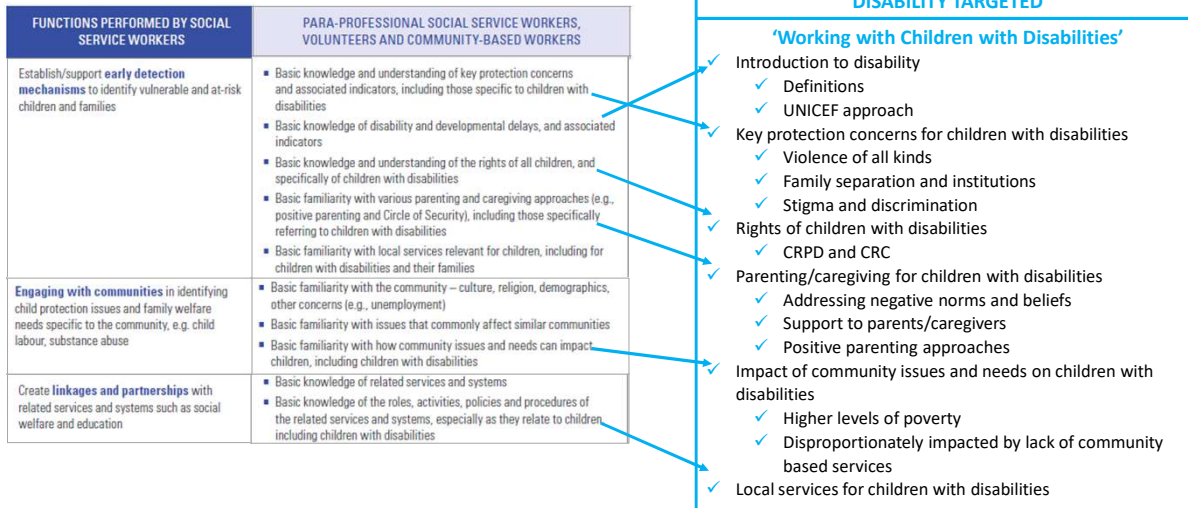 FUNCTIONS PERFORMED BY SOCIAL
SERVICE WORKERS
PARA-PROFESSIONAL SOCIAL SERVICE WORKERS,
VOLUNTEERS AND COMMUNITY-BASED WORKERS
Establish/support early detection
mechanisms to identify vulnerable and at-risk
children and families
▪ Basic knowledge and understanding of key protection concerns
and associated indicators, including those specific to children with
disabilities
▪ Basic knowledge of disability and developmental delays, and associated
indicators
▪ Basic knowledge and understanding of the rights of all children, and
specifically of children with disabilities
▪ Basic familiarity with various parenting and caregiving approaches (e.g.,
positive parenting and Circle of Security), including those specifically
referring to children with disabilities
▪ Basic familiarity with local services relevant for children, including for
children with disabilities and their families
Engaging with communities in identifying
child protection issues and family welfare
needs specific to the community, e.g. child
labour, substance abuse
▪ Basic familiarity with the community – culture, religion, demographics,
other concerns (e.g., unemployment)
▪ Basic familiarity with issues that commonly affect similar communities
▪ Basic familiarity with how community issues and needs can impact
children, including children with disabilities
Create linkages and partnerships with
related services and systems such as social
welfare and education
▪ Basic knowledge of related services and systems
▪ Basic knowledge of the roles, activities, policies and procedures of
the related services and systems, especially as they relate to children,
including children with disabilities
DISABILITY TARGETED
'Working with Children with Disabilities'
✓ Introduction to disability
✓ Definitions
✓ UNICEF approach
✓ Key protection concerns for children with disabilities
✓ Violence of all kinds
✓ Family separation and institutions
✓ Stigma and discrimination
✓ Rights of children with disabilities
✓ CRPD and CRC
✓ Parenting/caregiving for children with disabilities
✓ Addressing negative norms and beliefs
✓ Support to parents/caregivers
✓ Positive parenting approaches
✓ Impact of community issues and needs on children with
disabilities
✓ Higher levels of poverty
✓ Disproportionately impacted by lack of community
based services
✓ Local services for children with disabilities